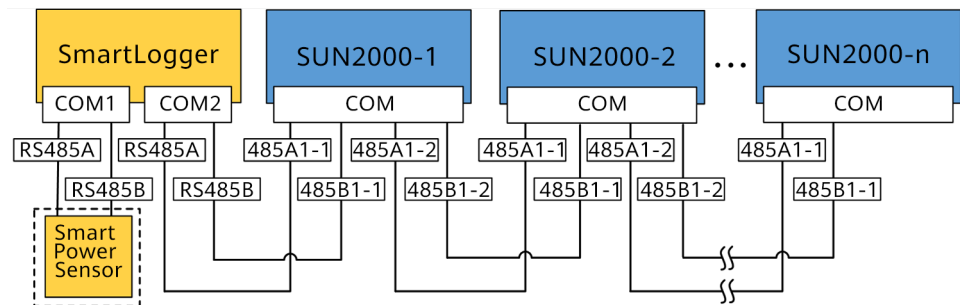 SmartLogger
SUN2000-1
SUN2000-2
...
SUN2000-n
COM1
COM2
COM
COM
COM
RS485A
RS485A
485A1-1
485A1-2
485A1-1
485A1-2
485A1-1
RS485B
RS485B
485B1-1
485B1-2
485B1-1
485B1-2
485B1-1
Smart
Power
Sensor